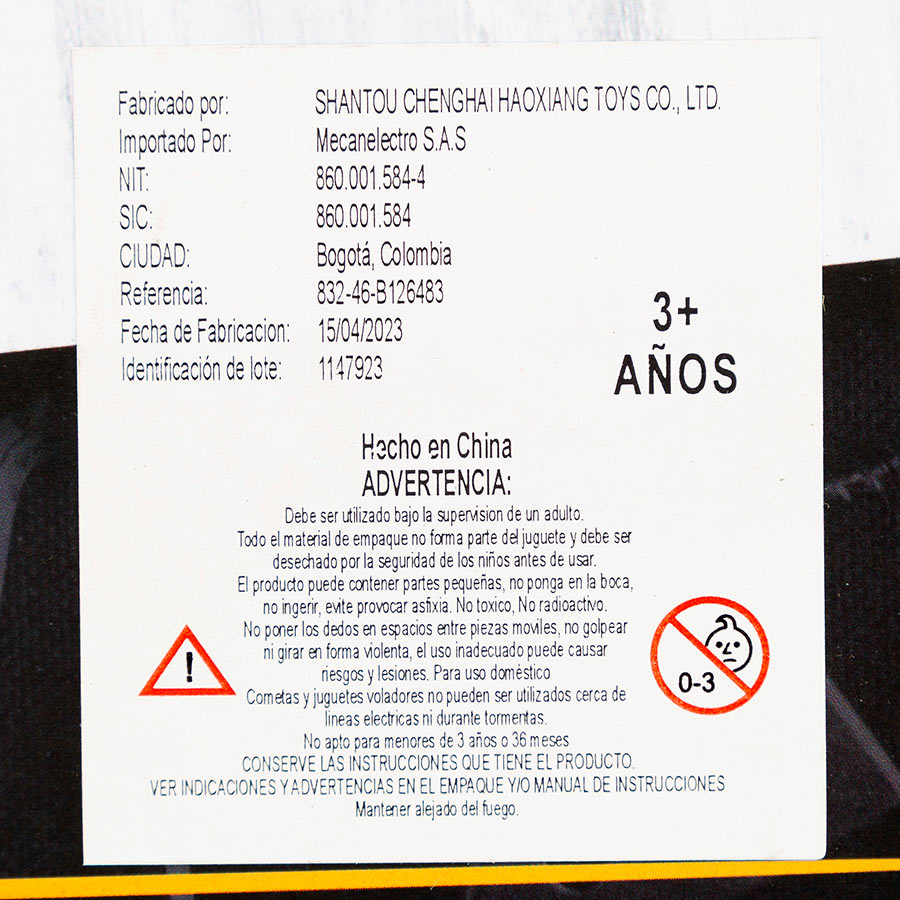 Fabricado por: SHANTOU CHENGHAI HAOXIANG TOYS CO., LTD.
Importado Por: Mecanelectro S.A.S
NIT: 860.001.584-4
SIC: 860.001.584
CIUDAD: Bogotá, Colombia
Referencia: 832-46-B126483
Fecha de Fabricacion: 15/04/2023
Identificación de lote: 1147923
3+
AÑOS
Hecho en China
ADVERTENCIA:
Debe ser utilizado bajo la supervision de un adulto.
Todo el material de empaque no forma parte del juguete y debe ser
desechado por la seguridad de los niños antes de usar.
El producto puede contener partes pequeñas, no ponga en la boca,
no ingerir, evite provocar asfixia. No toxico, No radioactivo.
No poner los dedos en espacios entre piezas moviles, no golpear
ni girar en forma violenta, el uso inadecuado puede causar
riesgos y lesiones. Para uso doméstico
Cometas y juguetes voladores no pueden ser utilizados cerca de
lineas electricas ni durante tormentas.
No apto para menores de 3 años o 36 meses
CONSERVE LAS INSTRUCCIONES QUE TIENE EL PRODUCTO.
VER INDICACIONES Y ADVERTENCIAS EN EL EMPAQUE Y/O MANUAL DE INSTRUCCIONES
Mantener alejado del fuego.
!
0-3